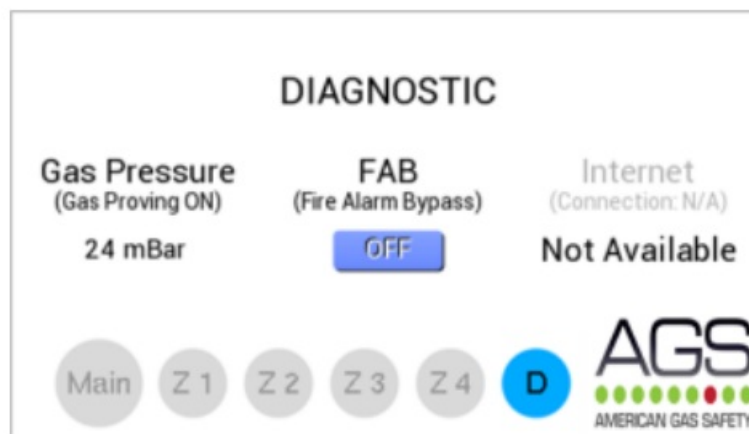 DIAGNOSTIC
Gas Pressure
(Gas Proving ON)
24 mBar
FAB
(Fire Alarm Bypass)
OFF
Internet
(Connection: N/A)
Not Available
Main
Z 1
Z 2
Z 3
Z 4
D
AGS
AMERICAN GAS SAFETY